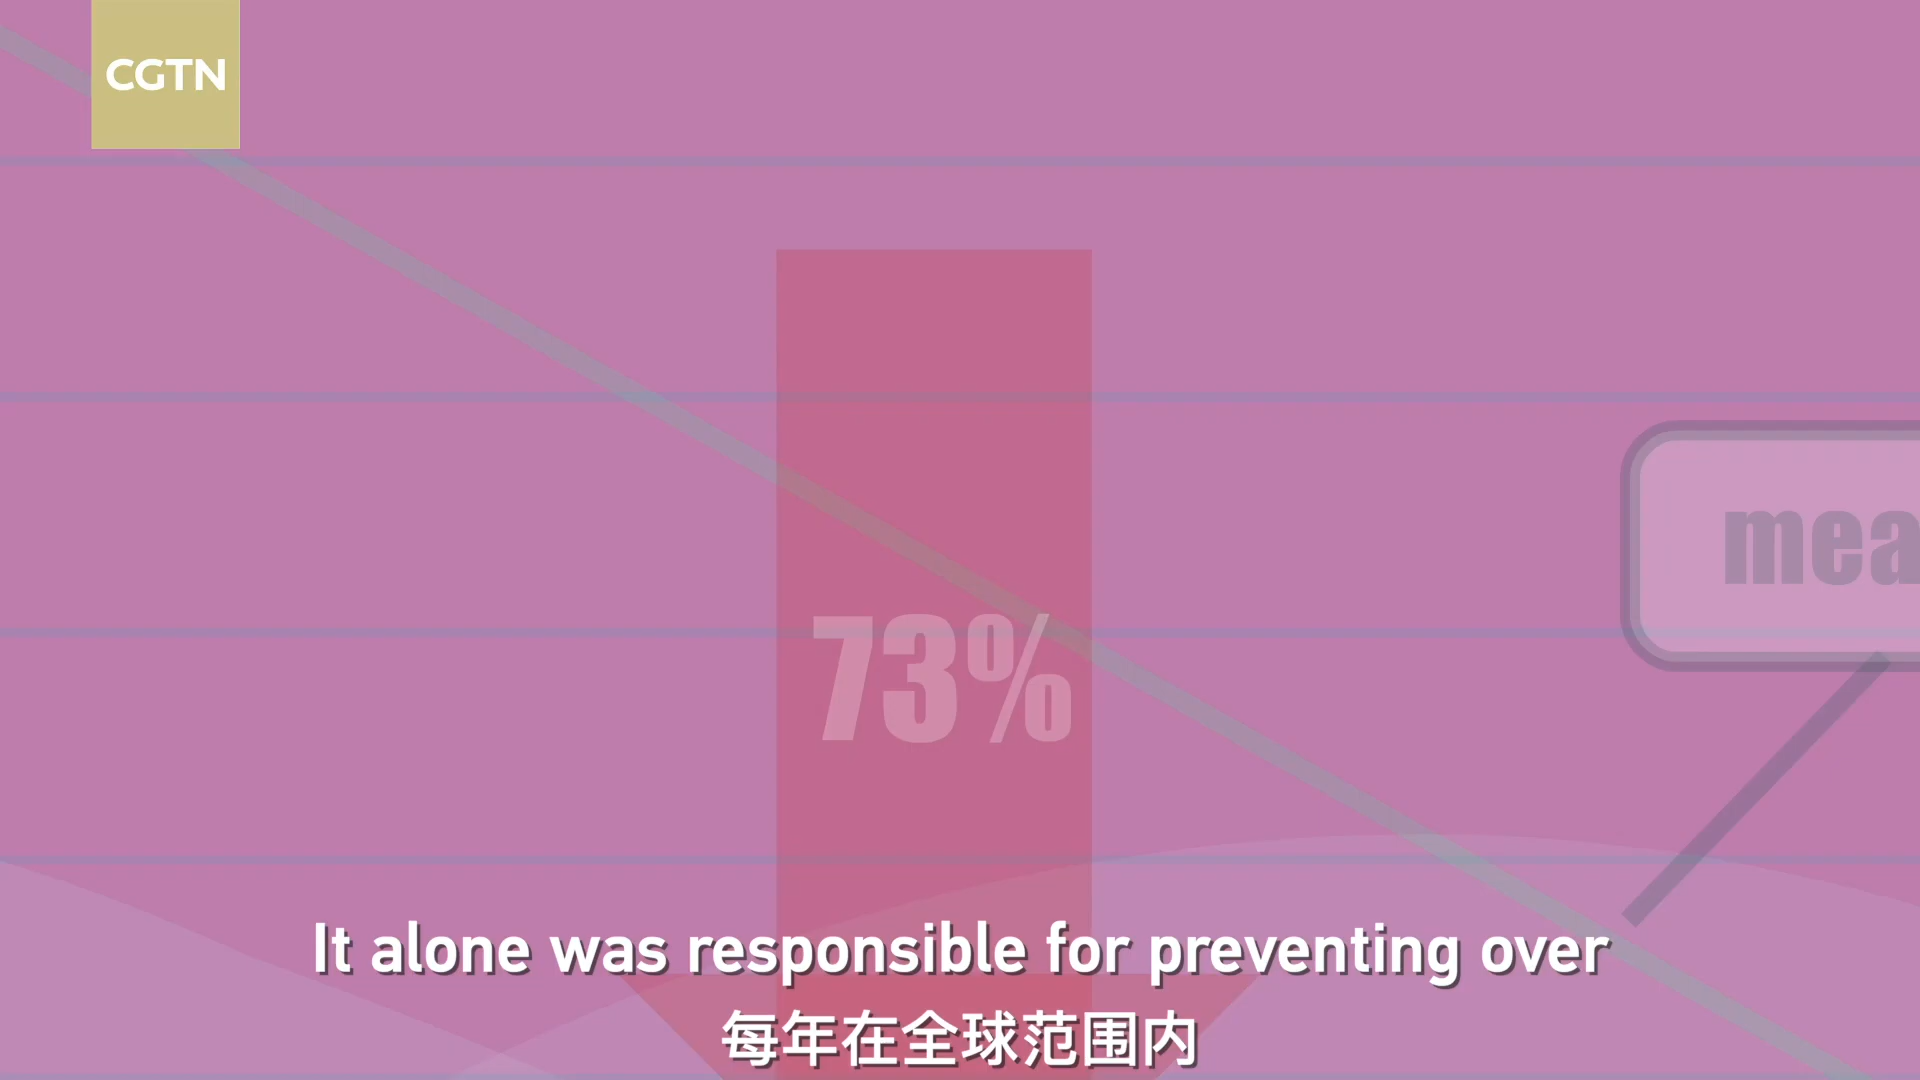 CGTN
mea
73%
It alone was responsible for preventing over
每年在全球范围内